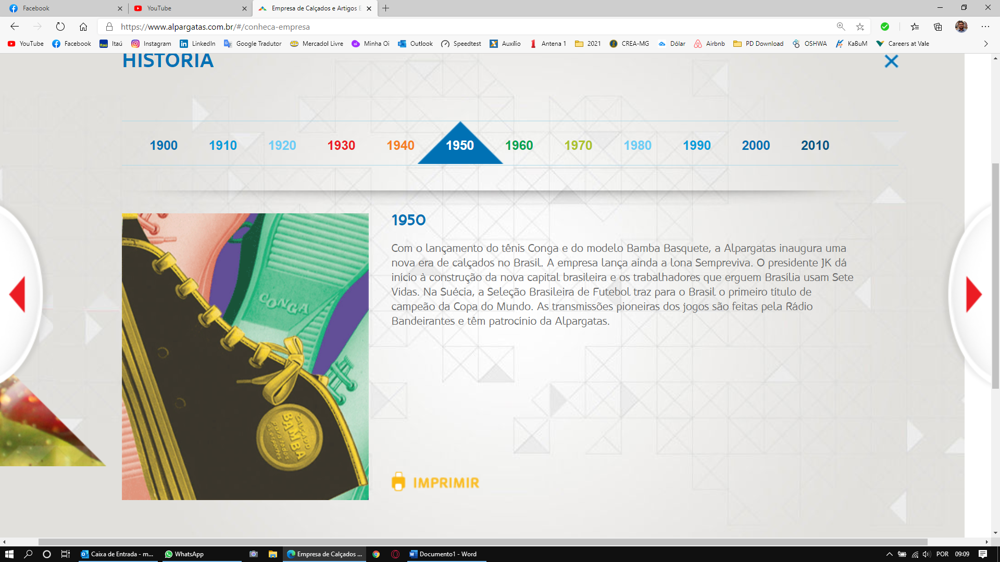 Facebook
YouTube
Empresa de Calçados e Artigos E
https://www.alpargatas.com.br/#/conheca-empresa
YouTube Facebook Itaú Instagram LinkedIn Google Tradutor Mercadol Livre Minha Oi Outlook Speedtest Auxílio Antena 1 2021 CREA-MG Dólar Airbnb PD Download OSHWA KaBuM Careers at Vale
HISTÓRIA
1900 1910 1920 1930 1940 1950 1960 1970 1980 1990 2000 2010
1950
Com o lançamento do tênis Conga e do modelo Bamba Basquete, a Alpargatas inaugura uma
nova era de calçados no Brasil. A empresa lança ainda a lona Sempreviva. O presidente JK dá
início à construção da nova capital brasileira e os trabalhadores que erguem Brasília usam Sete
Vidas. Na Suécia, a Seleção Brasileira de Futebol traz para o Brasil o primeiro título de
campeão da Copa do Mundo. As transmissões pioneiras dos jogos são feitas pela Rádio
Bandeirantes e têm patrocínio da Alpargatas.
CONGA
CALÇADO
BAMBA
para todos
os esportes
IMPRIMIR
Caixa de Entrada - m...
WhatsApp
Empresa de Calçados ...
Documento1 - Word
POR
09:09